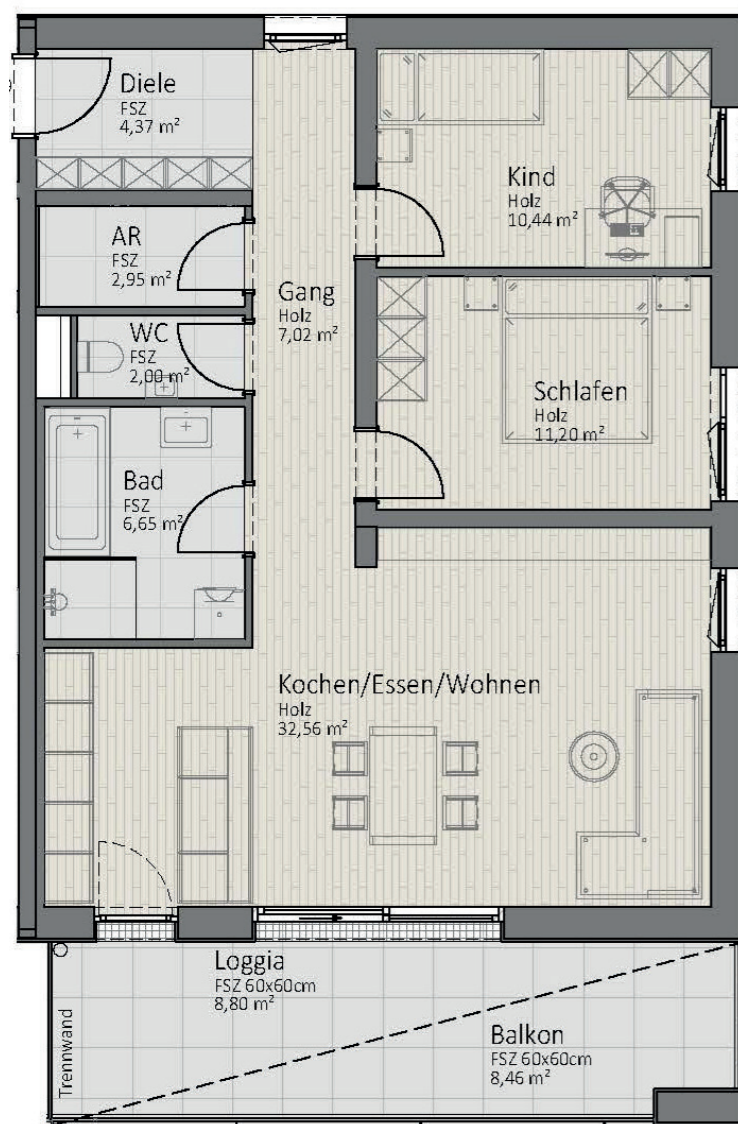 Diele
FSZ
4,37 m²
Kind
Holz
10,44 m²
AR
FSZ
2,95 m²
Gang
Holz
7,02 m²
WC
FSZ
2,00 m²
Schlafen
Holz
11,20 m²
Bad
FSZ
6,65 m²
Kochen/Essen/Wohnen
Holz
32,56 m²
Loggia
FSZ 60x60cm
8,80 m²
Balkon
FSZ 60x60cm
8,46 m²
Trennwand